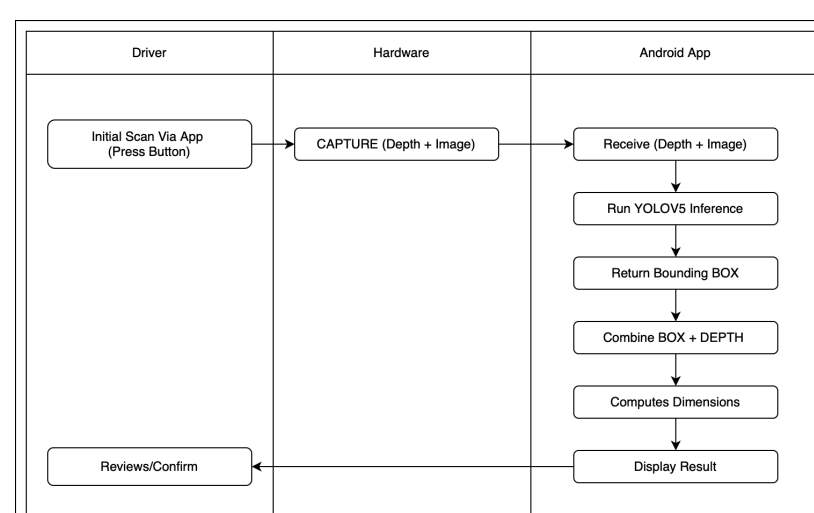 Driver
Hardware
Android App
Initial Scan Via App
(Press Button)
CAPTURE (Depth + Image)
Receive (Depth + Image)
Run YOLOV5 Inference
Return Bounding BOX
Combine BOX + DEPTH
Computes Dimensions
Reviews/Confirm
Display Result